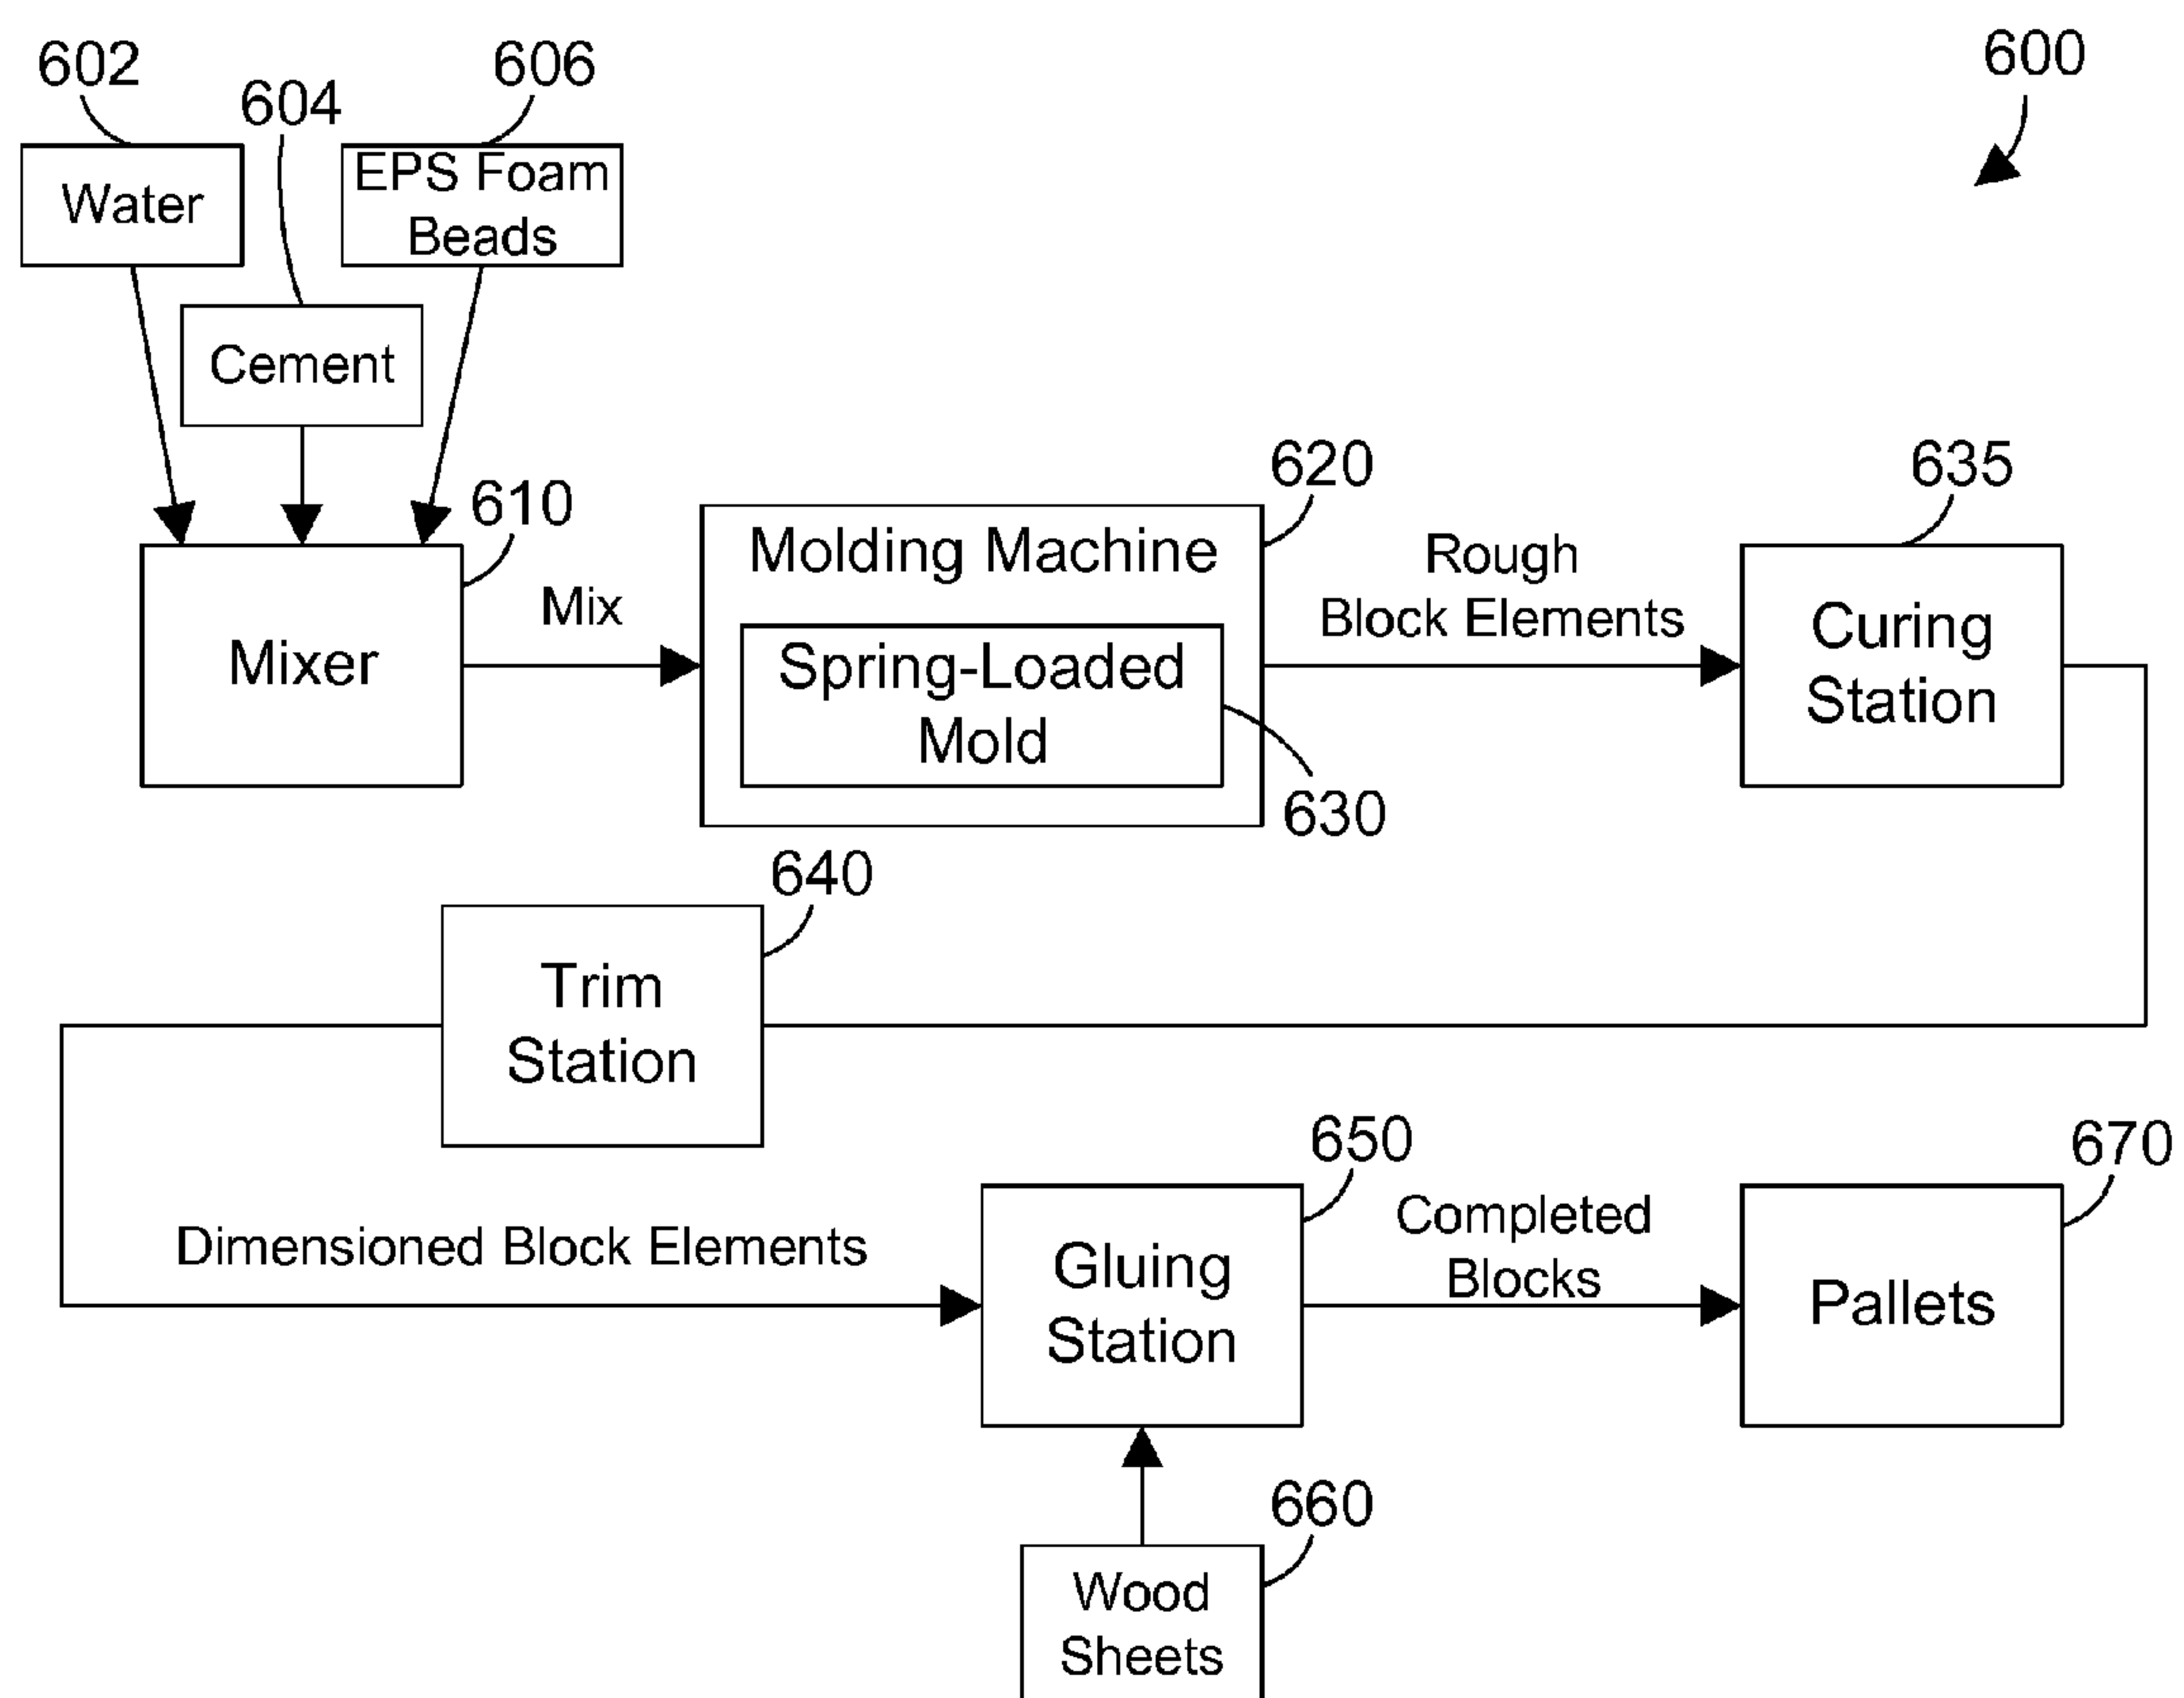 602
604
606
600
Water
EPS Foam
Beads
Cement
610
620
635
Mixer
Mix
Molding Machine
Spring-Loaded
Mold
630
Rough
Block Elements
Curing
Station
640
Trim
Station
650
670
Dimensioned Block Elements
Gluing
Station
Completed
Blocks
Pallets
660
Wood
Sheets